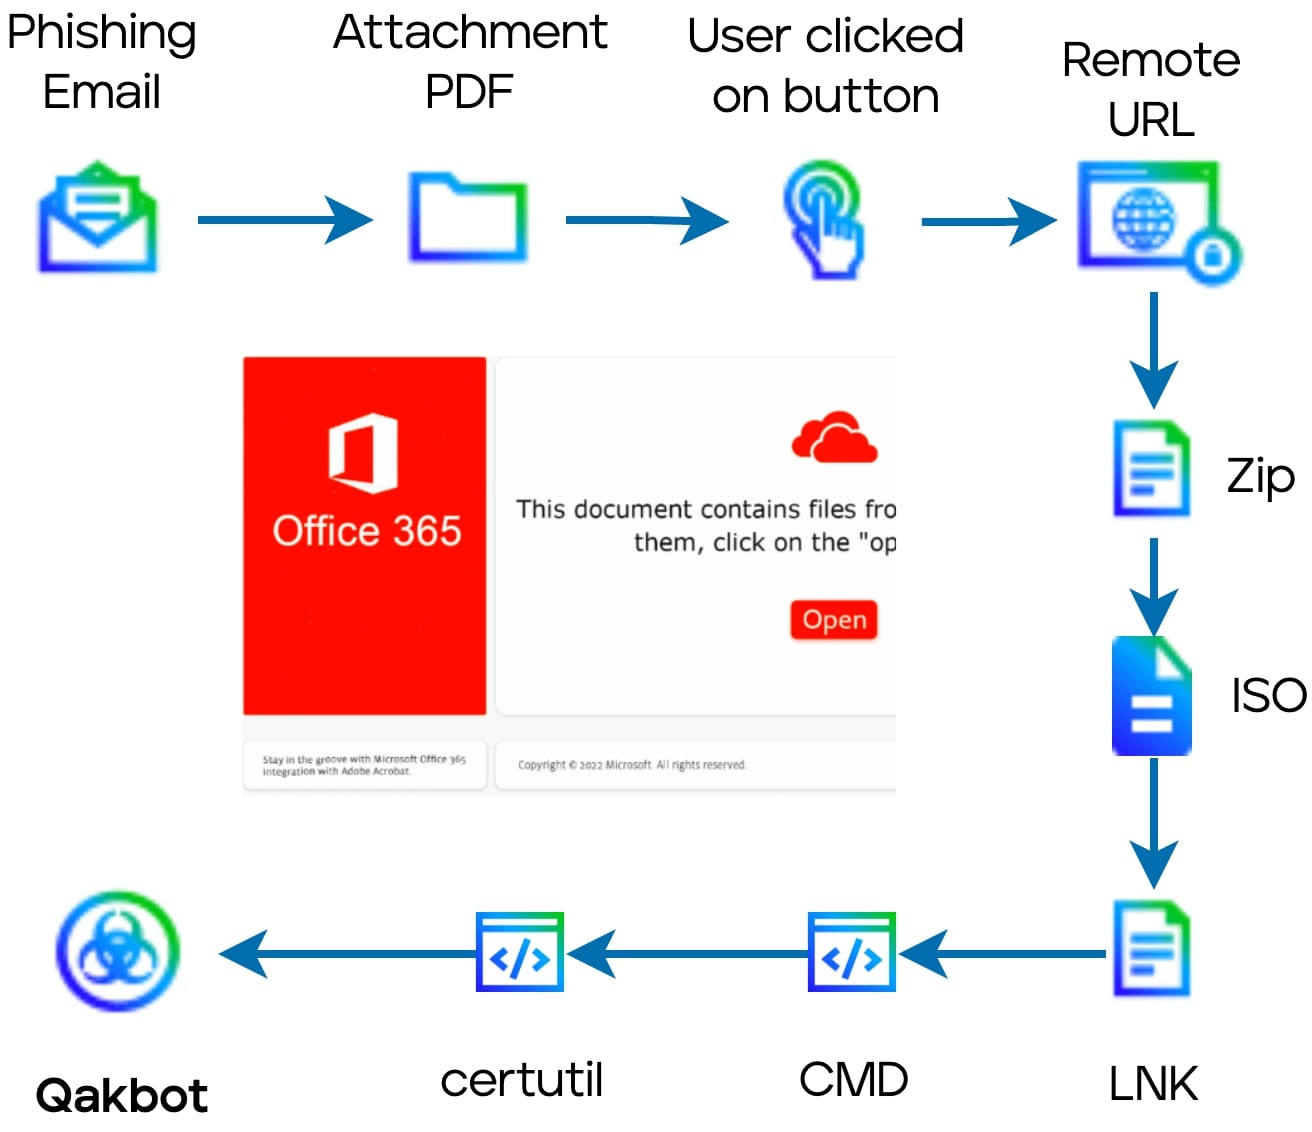 Phishing
Email
Attachment
PDF
User clicked
on button
Remote
URL
Office 365
This document contains files fro
them, click on the "op
Open
Stay in the groove with Microsoft Office 365
integration with Adobe Acrobat.
Copyright © 2022 Microsoft. All rights reserved.
Zip
ISO
LNK
CMD
certutil
Qakbot